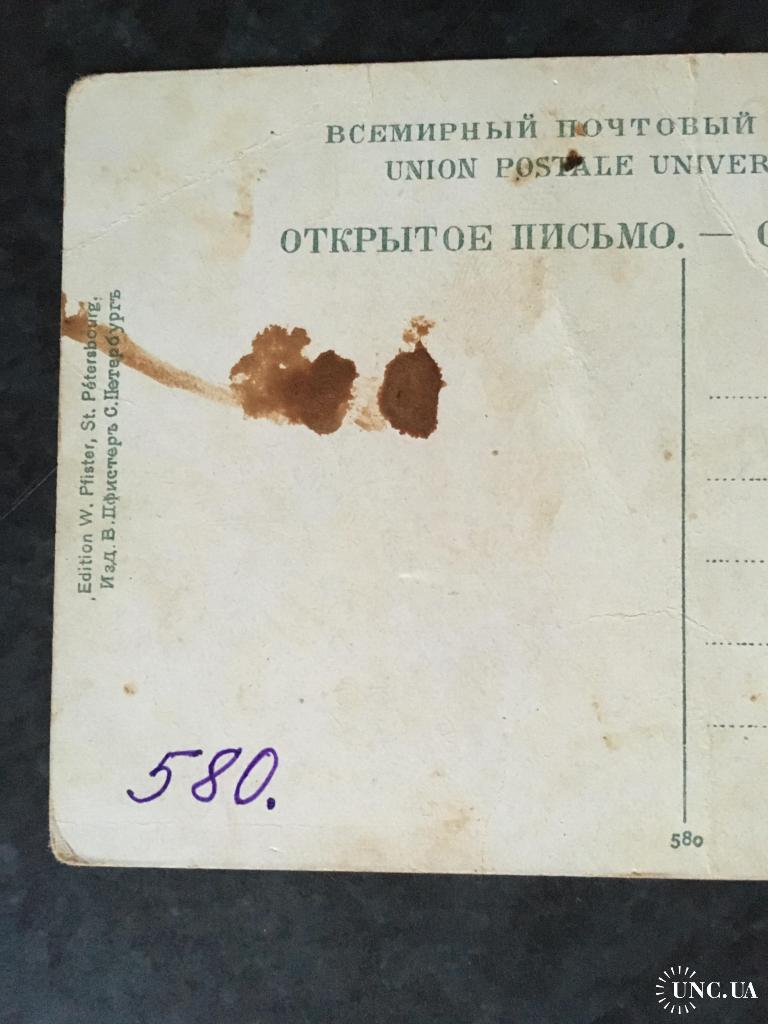 ВСЕМИРНЫЙ ПОЧТОВЫЙ
UNION POSTALE UNIVER
ОТКРЫТОЕ ПИСЬМО. —
Edition W. Pfister, St. Pétersbourg.
Изд. В. Пфистеръ С.Петербургъ
580.
580
UNC.UA